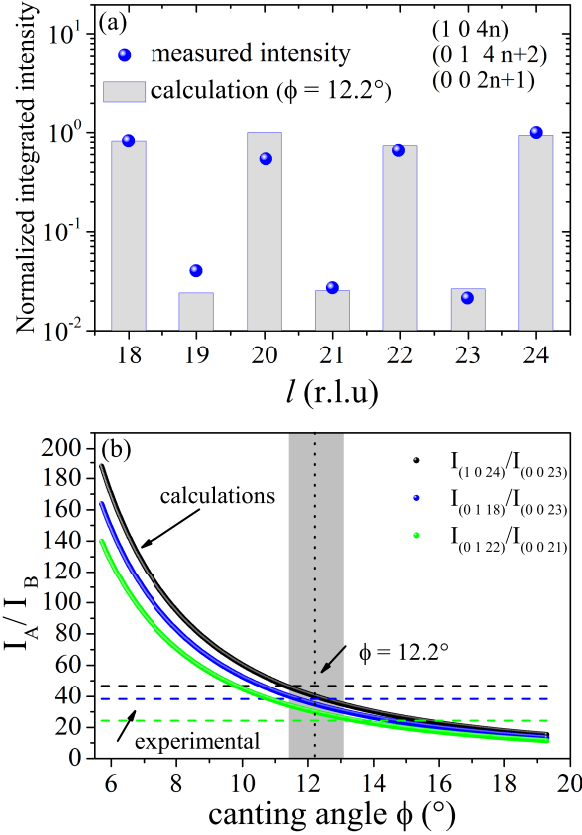 (a)
(1 0 4n)
(0 1 4 n+2)
(0 0 2n+1)
measured intensity
calculation (ϕ = 12.2°)
Normalized integrated intensity
10⁰
10⁻¹
10⁻²
18 19 20 21 22 23 24
l (r.l.u)
(b)
I(1 0 24)/I(0 0 23)
I(0 1 18)/I(0 0 23)
I(0 1 22)/I(0 0 21)
calculations
ϕ = 12.2°
experimental
I_A / I_B
200
180
160
140
120
100
80
60
40
20
0
6 8 10 12 14 16 18 20
canting angle ϕ (°)